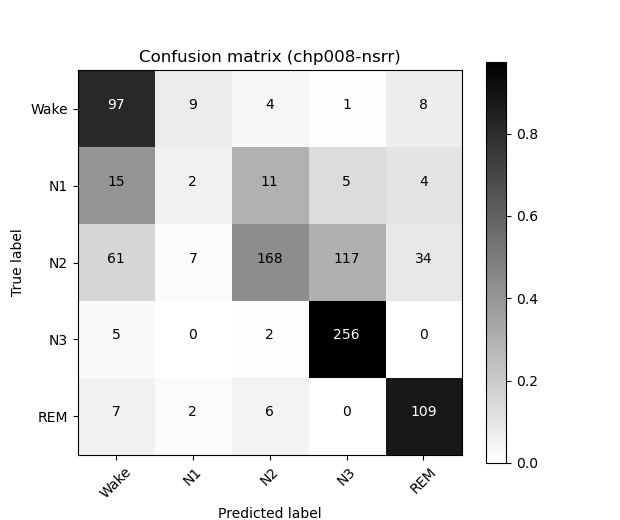 Confusion matrix (chp008-nsrr)
Wake 97 9 4 1 8
N1 15 2 11 5 4
N2 61 7 168 117 34
N3 5 0 2 256 0
REM 7 2 6 0 109
Wake N1 N2 N3 REM
Predicted label
True label
0.8
0.6
0.4
0.2
0.0